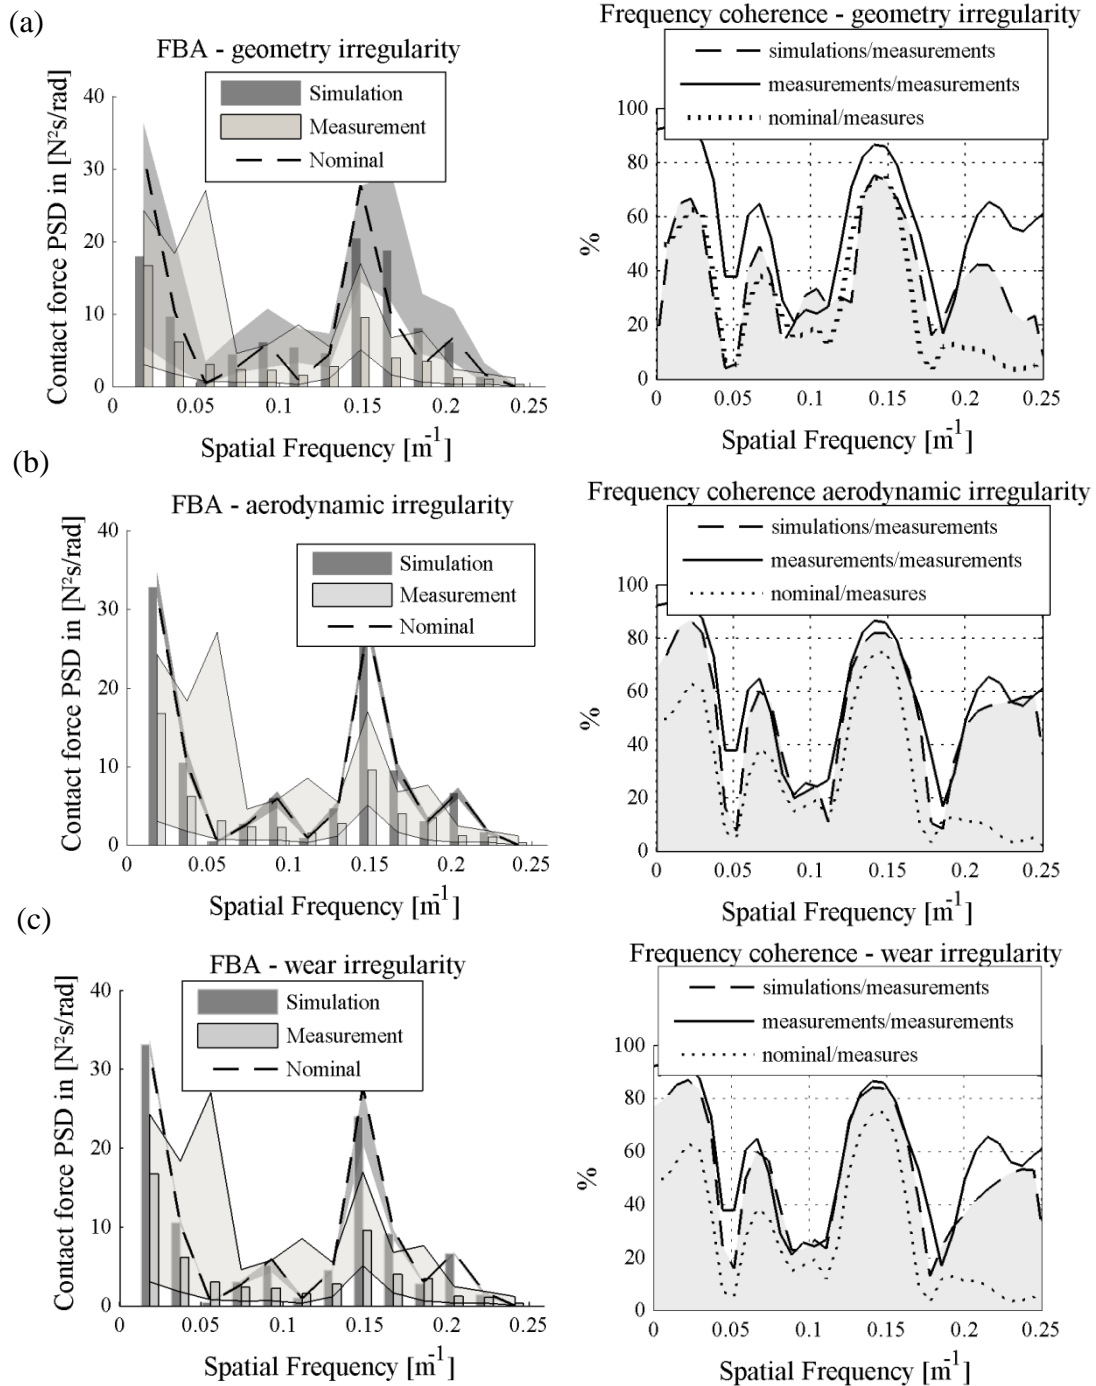 (a)
FBA - geometry irregularity
Simulation
Measurement
Nominal
Contact force PSD in [N²s/rad]
40
30
20
10
0
0 0.05 0.1 0.15 0.2 0.25
Spatial Frequency [m-1]
Frequency coherence - geometry irregularity
simulations/measurements
measurements/measurements
nominal/measures
%
100
80
60
40
20
0
0 0.05 0.1 0.15 0.2 0.25
Spatial Frequency [m-1]
(b)
FBA - aerodynamic irregularity
Simulation
Measurement
Nominal
Contact force PSD in [N²s/rad]
40
30
20
10
0
0 0.05 0.1 0.15 0.2 0.25
Spatial Frequency [m-1]
Frequency coherence aerodynamic irregularity
simulations/measurements
measurements/measurements
nominal/measures
%
100
80
60
40
20
0
0 0.05 0.1 0.15 0.2 0.25
Spatial Frequency [m-1]
(c)
FBA - wear irregularity
Simulation
Measurement
Nominal
Contact force PSD in [N²s/rad]
40
30
20
10
0
0 0.05 0.1 0.15 0.2 0.25
Spatial Frequency [m-1]
Frequency coherence - wear irregularity
simulations/measurements
measurements/measurements
nominal/measures
%
100
80
60
40
20
0
0 0.05 0.1 0.15 0.2 0.25
Spatial Frequency [m-1]